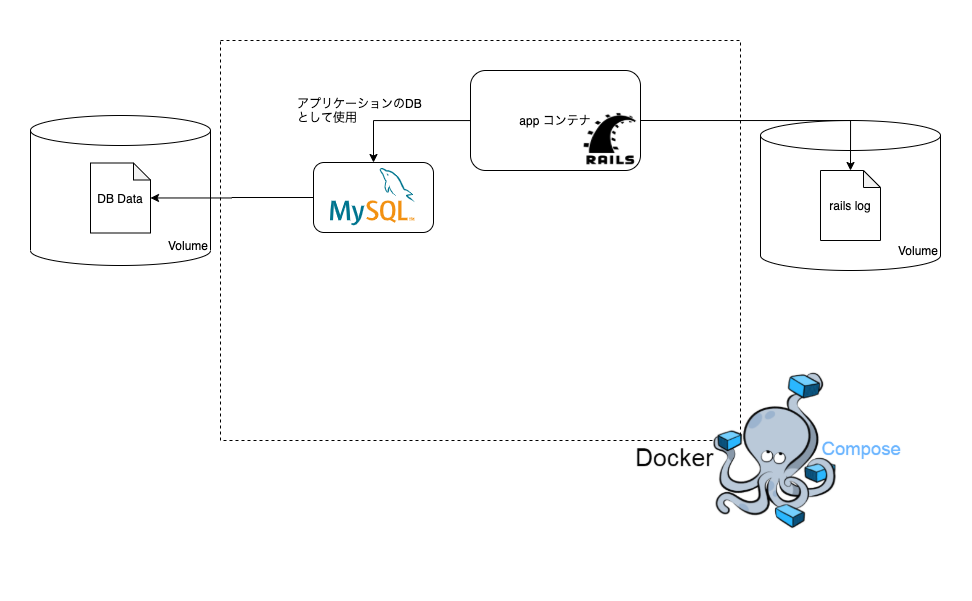 アプリケーションのDB
として使用
app コンテナ
RAILS
DB Data
MySQL
TM
rails log
Volume
Volume
Docker
Compose